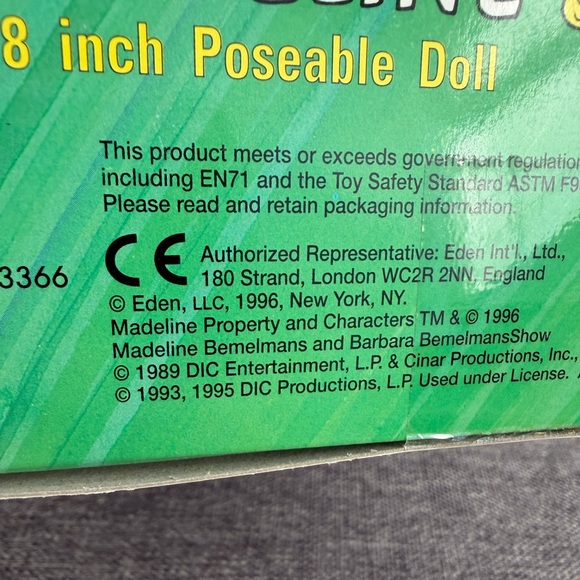 8 inch Poseable Doll
This product meets or exceeds government regulation
including EN71 and the Toy Safety Standard ASTM F9
Please read and retain packaging information.
CE Authorized Representative: Eden Int'l., Ltd.,
180 Strand, London WC2R 2NN, England
3366
© Eden, LLC, 1996, New York, NY.
Madeline Property and Characters TM & © 1996
Madeline Bemelmans and Barbara BemelmansShow
© 1989 DIC Entertainment, L.P. & Cinar Productions, Inc.,
© 1993, 1995 DIC Productions, L.P. Used under License.